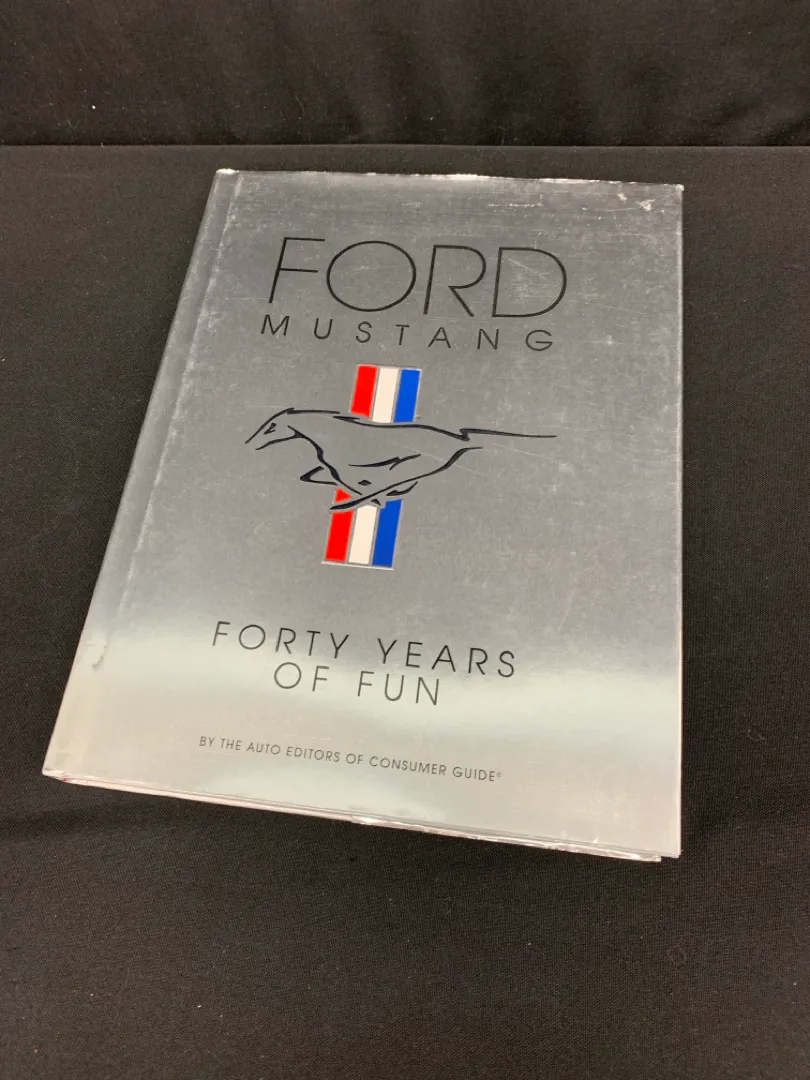 FORD
MUSTANG
FORTY YEARS
OF FUN
BY THE AUTO EDITORS OF CONSUMER GUIDE®